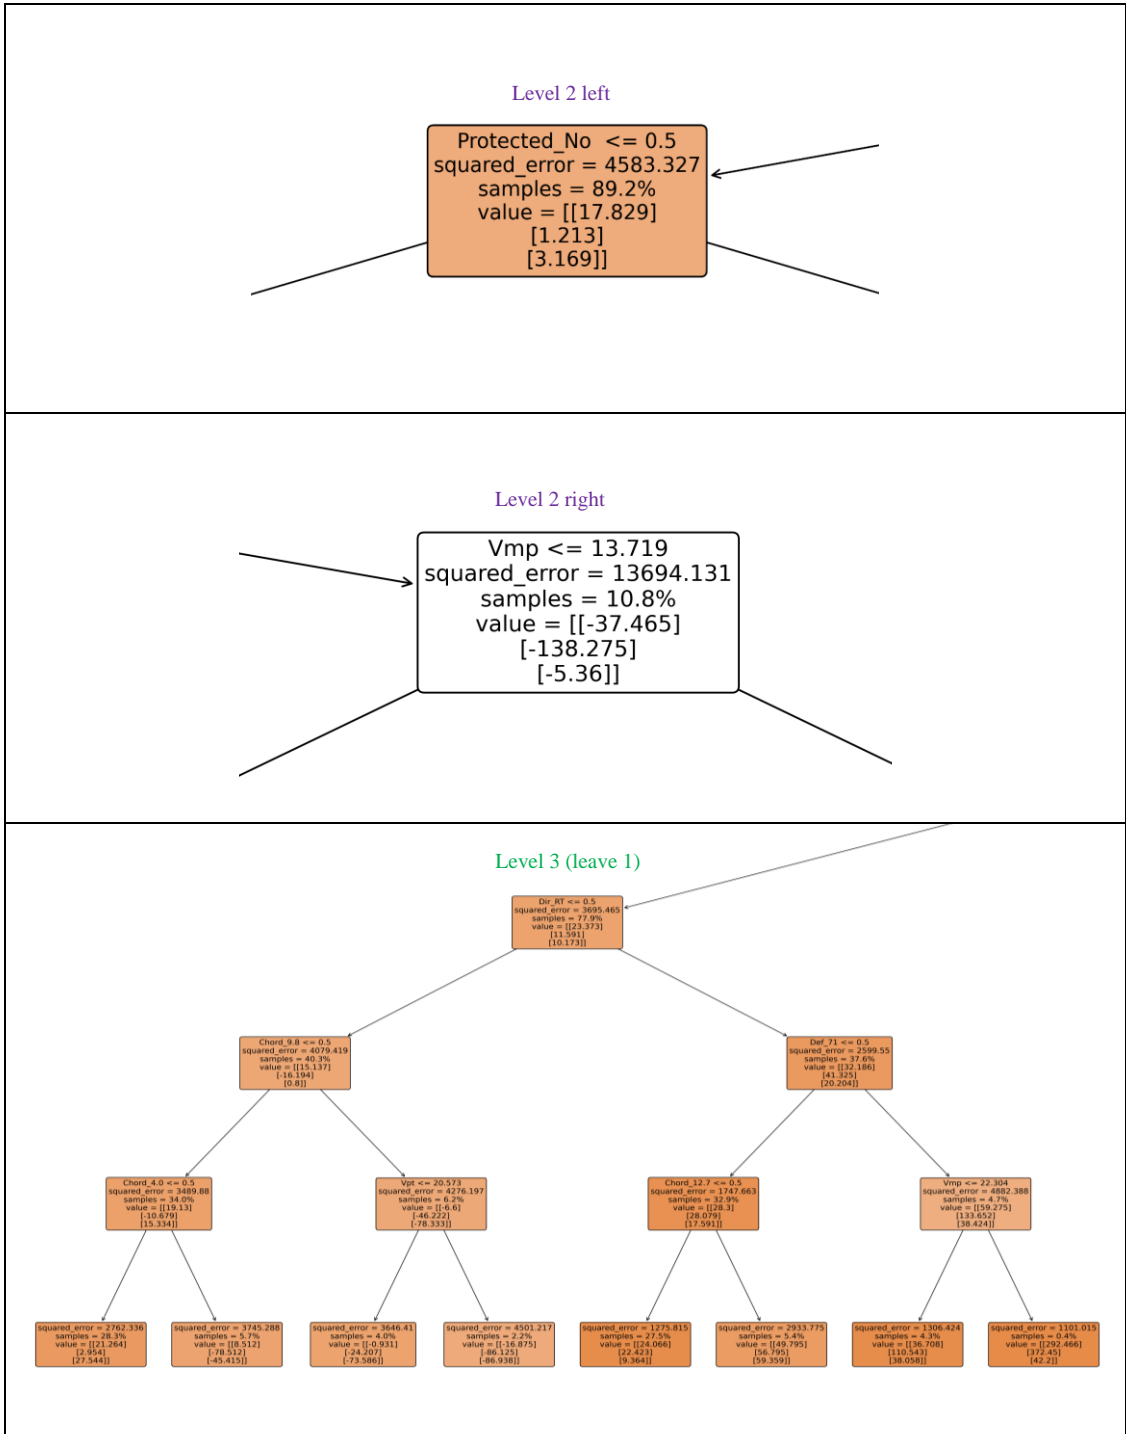 Level 2 left
Protected_No  <= 0.5
squared_error = 4583.327
samples = 89.2%
value = [[17.829]
[1.213]
[3.169]]
Level 2 right
Vmp <= 13.719
squared_error = 13694.131
samples = 10.8%
value = [[-37.465]
[-138.275]
[-5.36]]
Level 3 (leave 1)
Dir_RT <= 0.5
squared_error = 3695.465
samples = 77.9%
value = [[23.373]
[11.591]
[10.173]]
Chord_9.8 <= 0.5
squared_error = 4079.419
samples = 40.3%
value = [[15.137]
[-16.194]
[0.8]]
Def_71 <= 0.5
squared_error = 2599.55
samples = 37.6%
value = [[32.186]
[41.325]
[20.204]]
Chord_4.0 <= 0.5
squared_error = 3489.88
samples = 34.0%
value = [[19.13]
[-10.679]
[15.334]]
Vpt <= 20.573
squared_error = 4276.197
samples = 6.2%
value = [[-6.6]
[-46.222]
[-78.333]]
Chord_12.7 <= 0.5
squared_error = 1747.663
samples = 32.9%
value = [[28.3]
[28.079]
[17.591]]
Vmp <= 22.304
squared_error = 4882.388
samples = 4.7%
value = [[59.275]
[133.652]
[38.424]]
squared_error = 2762.336
samples = 28.3%
value = [[21.264]
[2.954]
[27.544]]
squared_error = 3745.288
samples = 5.7%
value = [[8.512]
[-78.512]
[-45.415]]
squared_error = 3646.41
samples = 4.0%
value = [[-0.931]
[-24.207]
[-73.586]]
squared_error = 4501.217
samples = 2.2%
value = [[-16.875]
[-86.125]
[-86.938]]
squared_error = 1275.815
samples = 27.5%
value = [[24.066]
[22.423]
[9.364]]
squared_error = 2933.775
samples = 5.4%
value = [[49.795]
[56.795]
[59.359]]
squared_error = 1306.424
samples = 4.3%
value = [[36.708]
[110.543]
[38.058]]
squared_error = 1101.015
samples = 0.4%
value = [[292.466]
[372.45]
[42.2]]